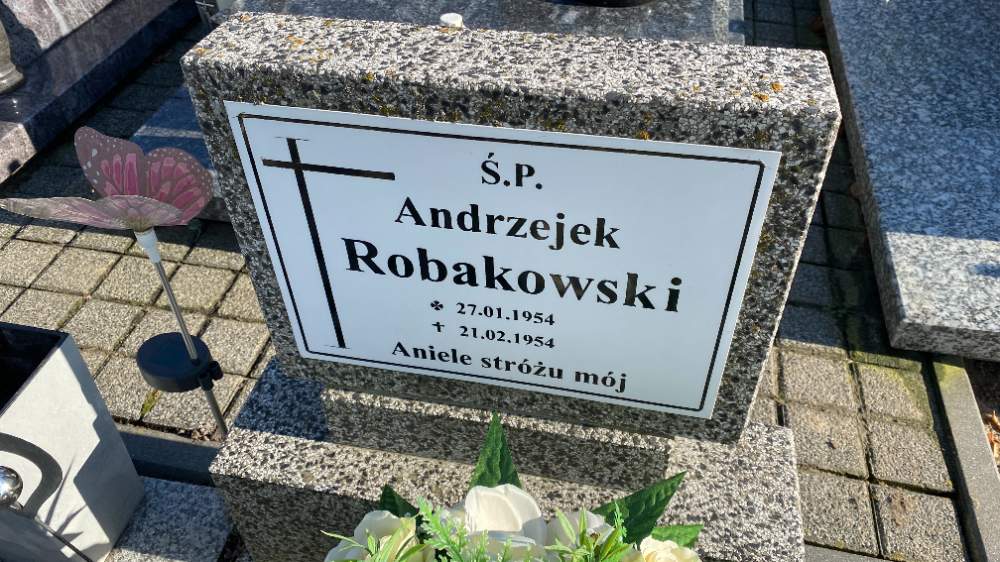 Ś.P.
Andrzejek
Robakowski
✤ 27.01.1954
✝ 21.02.1954
Aniele stróżu mój